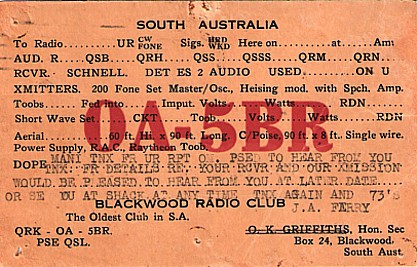 SOUTH AUSTRALIA
To Radio............UR CW FONE Sigs. HRD WKD Here on............at............Am
AUD. R......QSB......QRH......QSS......QSSS......QRM......QRN......
RCVR. SCHNELL. DET ES 2 AUDIO USED............ON U
XMITTERS. 200 Fone Set Master/Osc., Heising mod. with Spch. Amp.
Toobs............Fed into............Imput. Volts............Watts............RDN............
Short Wave Set............CKT............Toob............Volts............Watts............RDN
Aerial............60 ft. Hi. x 90 ft. Long. C/Poise, 90 ft. x 8 ft. Single wire.
Power Supply, R.A.C., Raytheon Toob.
OA-5BR
DOPE MANI TNX FR UR RPT OM. PSED TO HEAR FROM YOU
TNX. FR DETAILS RE. YOUR RCVR AND OUR XMISSION
WOULD BE PLEASED TO HEAR FROM YOU AT LATER DATE
OR SE YOU AT SHACK AT ANY TIME TNX AGAIN AND 73's
BLACKWOOD RADIO CLUB
J.A. FERRY
The Oldest Club in S.A.
O. K. GRIFFITHS, Hon. Sec
QRK - OA - 5BR.
Box 24, Blackwood
PSE QSL.
South Aust.